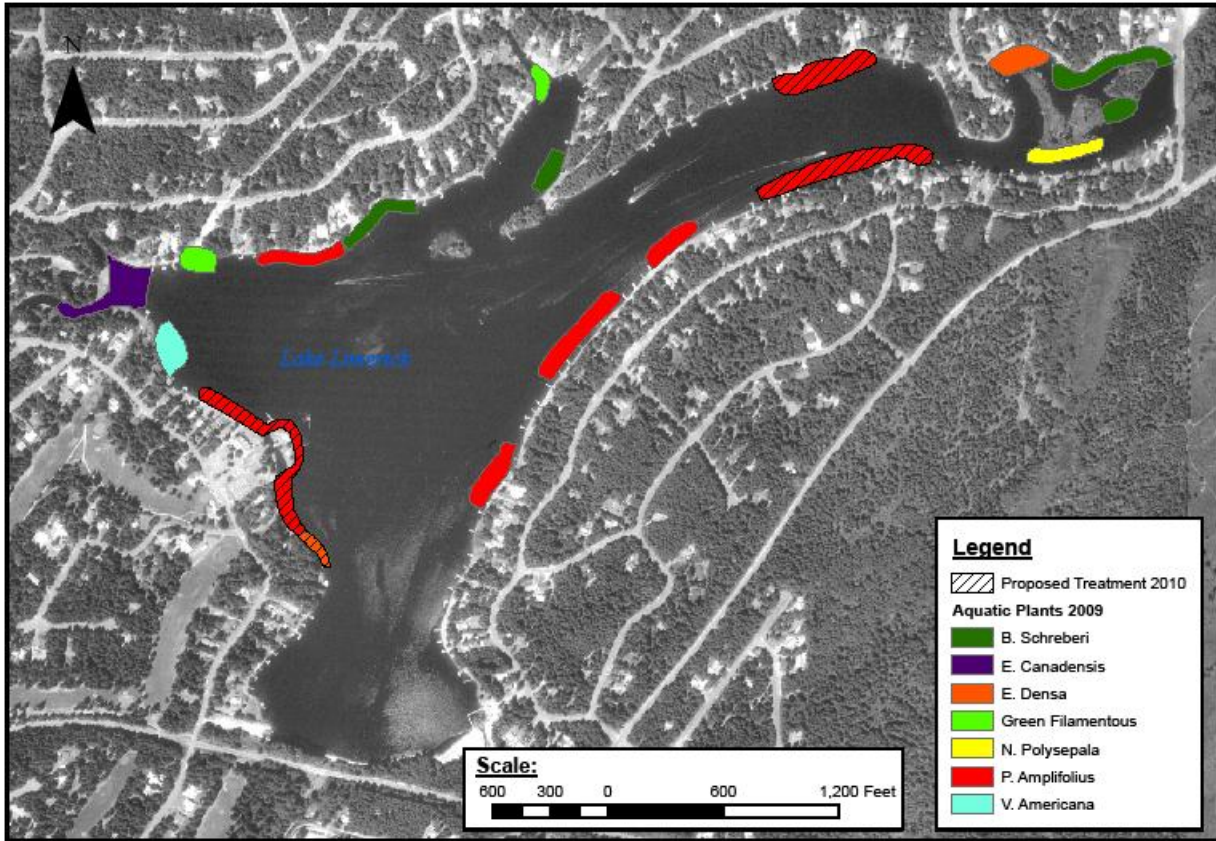 N
Lake Limerick
Legend
Proposed Treatment 2010
Aquatic Plants 2009
B. Schreberi
E. Canadensis
E. Densa
Green Filamentous
N. Polysepala
P. Amplifolius
V. Americana
Scale:
600 300 0 600 1,200 Feet